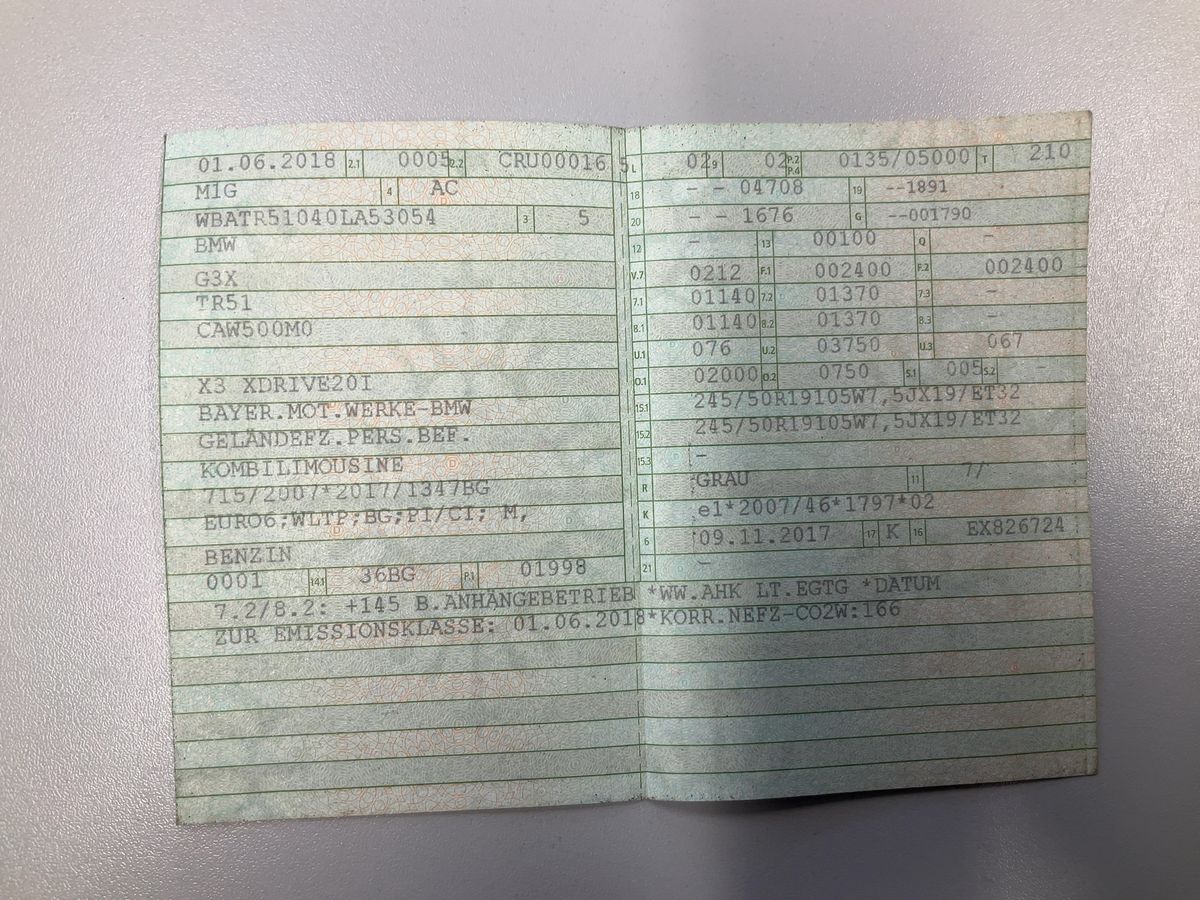 01.06.2018 2.1 0005 2.2 CRU00016 5
M1G 4 AC
WBATR51040LA53054 3 5
BMW
G3X
TR51
CAW500M0
X3 XDRIVE20I
BAYER.MOT.WERKE-BMW
GELÄNDEFZ.PERS.BEF.
KOMBILIMOUSINE
715/2007*2017/1347BG
EURO6;WLTP;BG;PI/CI; M,
BENZIN
0001 14.1 36BG P.1 01998
L 02 9 02 P.2 P.4 0135/05000 T 210
18 - - 04708 19 --1891
20 - - 1676 G --001790
12 - 13 00100 Q -
V.7 0212 F.1 002400 F.2 002400
7.1 01140 7.2 01370 7.3 -
8.1 01140 8.2 01370 8.3 -
U.1 076 U.2 03750 U.3 067
O.1 02000 O.2 0750 S.1 005 S.2 -
15.1 245/50R19105W7,5JX19/ET32
15.2 245/50R19105W7,5JX19/ET32
15.3 -
R GRAU 11 7/
K e1*2007/46*1797*02
6 09.11.2017 17 K 16 EX826724
21 -
7.2/8.2: +145 B.ANHÄNGEBETRIEB *WW.AHK LT.EGTG *DATUM
ZUR EMISSIONSKLASSE: 01.06.2018*KORR.NEFZ-CO2W:166